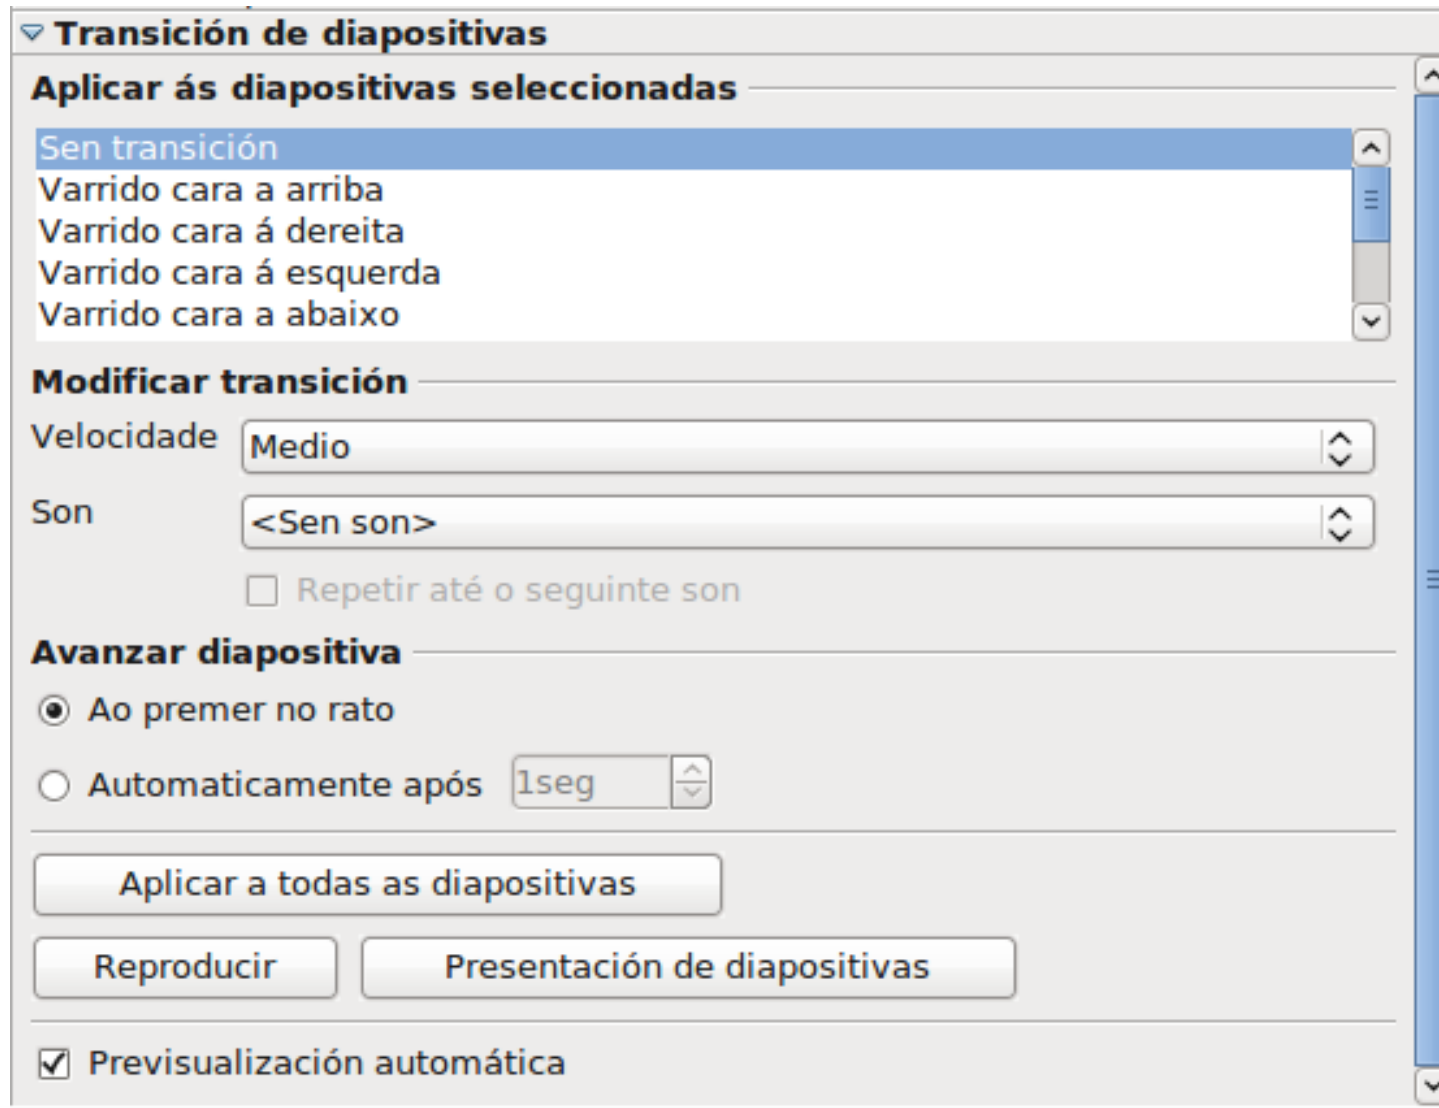 Transición de diapositivas
Aplicar ás diapositivas seleccionadas
Sen transición
Varrido cara a arriba
Varrido cara á dereita
Varrido cara á esquerda
Varrido cara a abaixo
Modificar transición
Velocidade Medio
Son <Sen son>
Repetir até o seguinte son
Avanzar diapositiva
Ao premer no rato
Automaticamente após 1seg
Aplicar a todas as diapositivas
Reproducir Presentación de diapositivas
Previsualización automática